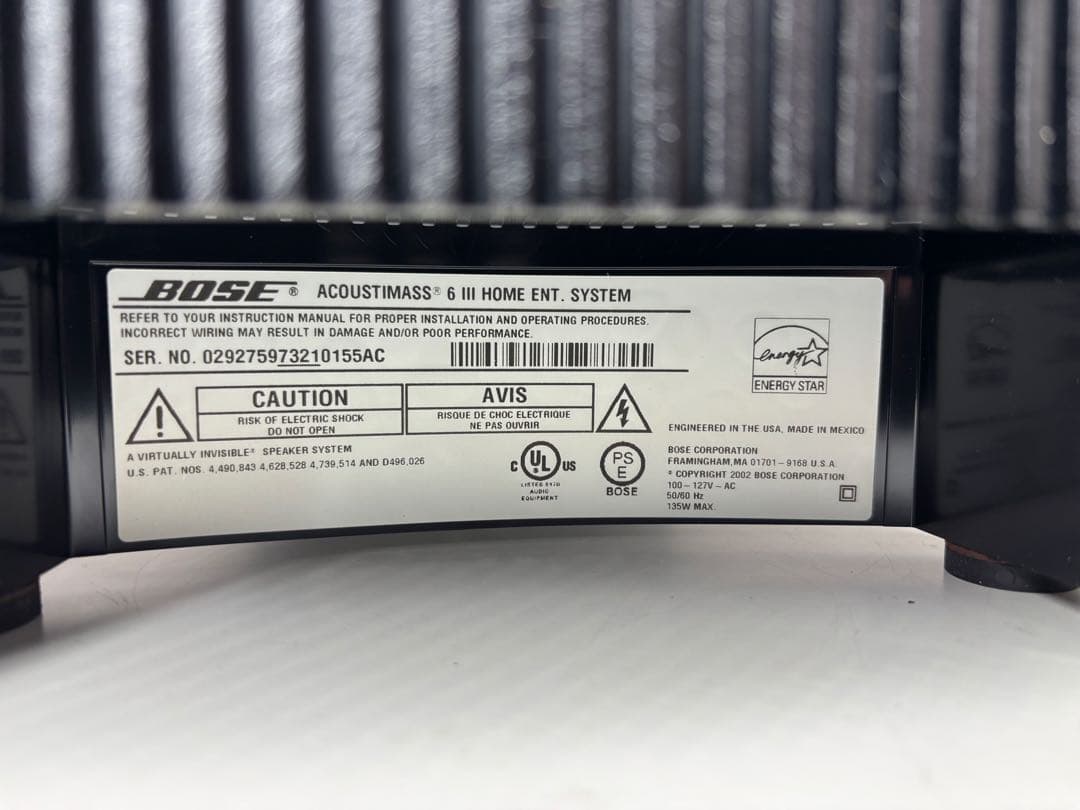 BOSE® ACOUSTIMASS® 6 III HOME ENT. SYSTEM
REFER TO YOUR INSTRUCTION MANUAL FOR PROPER INSTALLATION AND OPERATING PROCEDURES.
INCORRECT WIRING MAY RESULT IN DAMAGE AND/OR POOR PERFORMANCE.
SER. NO. 029275973210155AC
energy
ENERGY STAR
CAUTION
RISK OF ELECTRIC SHOCK
DO NOT OPEN
AVIS
RISQUE DE CHOC ELECTRIQUE
NE PAS OUVRIR
A VIRTUALLY INVISIBLE® SPEAKER SYSTEM
U.S. PAT. NOS. 4,490,843 4,628,528 4,739,514 AND D496,026
C UL US
LISTED
AUDIO
EQUIPMENT
PS
E
BOSE
ENGINEERED IN THE USA, MADE IN MEXICO
BOSE CORPORATION
FRAMINGHAM, MA 01701-9168 U.S.A.
© COPYRIGHT 2002 BOSE CORPORATION
100-127V ~ AC
50/60 Hz
135W MAX.